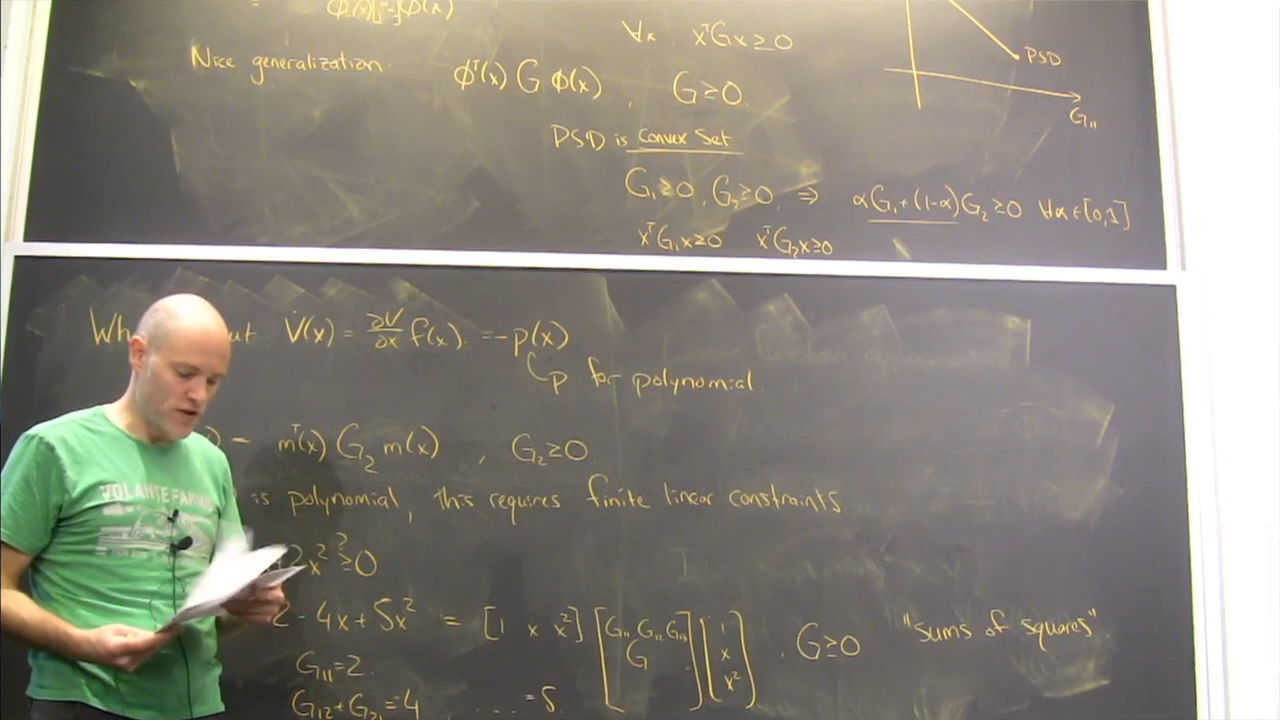 = ϕ(x)[-]ϕ(x)
∀x . xᵀGx ≥ 0
PSD
G₁₁
Nice generalization.
ϕᵀ(x) G ϕ(x) , G ≥ 0.
PSD is Convex Set
G₁ ≥ 0, G₂ ≥ 0. ⇒ αG₁ + (1-α)G₂ ≥ 0 ∀α ∈ [0,1]
xᵀG₁x ≥ 0 xᵀG₂x ≥ 0
V̇(x) = ∂V/∂x f(x). = -p(x)
p for polynomial.
= mᵀ(x) G₂ m(x) , G₂ ≥ 0
is polynomial, this requires finite linear constraints.
2x² ≥? 0
2 - 4x + 5x² = [1 x x²] [G₁₁ G₁₂ G₁₃ G] [1 x x²] . G ≥ 0 "sums of squares".
G₁₁ = 2.
G₁₂ + G₂₁ = 4 . . . . = 5.
VOLANTE FARMS